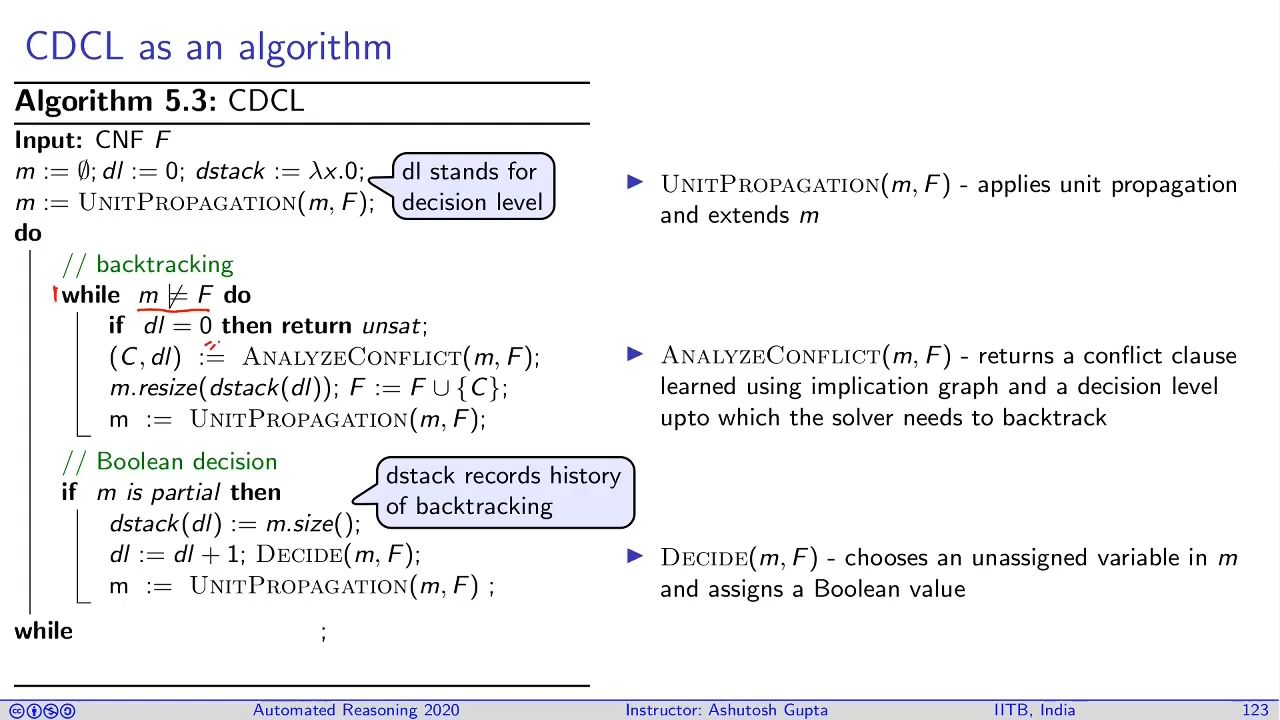 CDCL as an algorithm
Algorithm 5.3: CDCL
Input: CNF F
m := ∅; dl := 0; dstack := λx.0;
m := UNITPROPAGATION(m, F);
dl stands for
decision level
do
// backtracking
while m ⊭ F do
if dl = 0 then return unsat;
(C, dl) := ANALYZECONFLICT(m, F);
m.resize(dstack(dl)); F := F ∪ {C};
m := UNITPROPAGATION(m, F);
// Boolean decision
if m is partial then
dstack(dl) := m.size();
dl := dl + 1; DECIDE(m, F);
m := UNITPROPAGATION(m, F) ;
while ;
dstack records history
of backtracking
▶ UNITPROPAGATION(m, F) - applies unit propagation
and extends m
▶ ANALYZECONFLICT(m, F) - returns a conflict clause
learned using implication graph and a decision level
upto which the solver needs to backtrack
▶ DECIDE(m, F) - chooses an unassigned variable in m
and assigns a Boolean value
Automated Reasoning 2020 Instructor: Ashutosh Gupta IITB, India 123